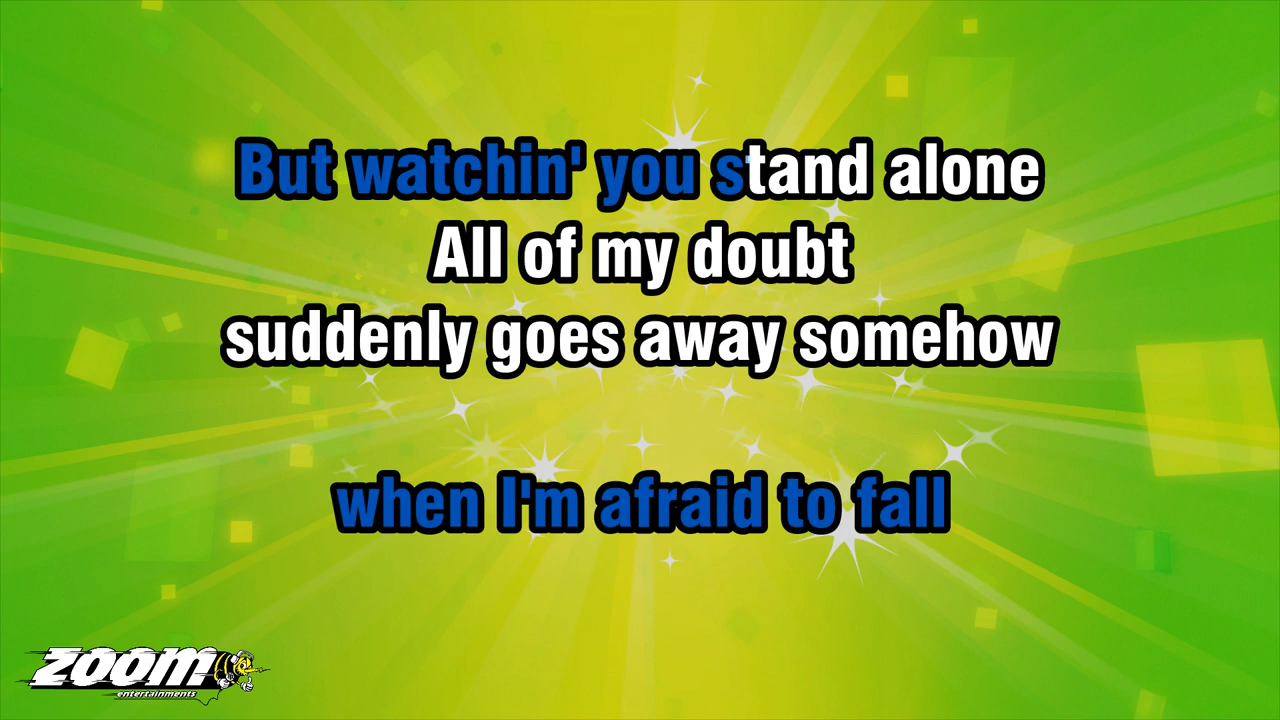 But watchin' you stand alone
All of my doubt
suddenly goes away somehow
when I'm afraid to fall
ZOOM
entertainments